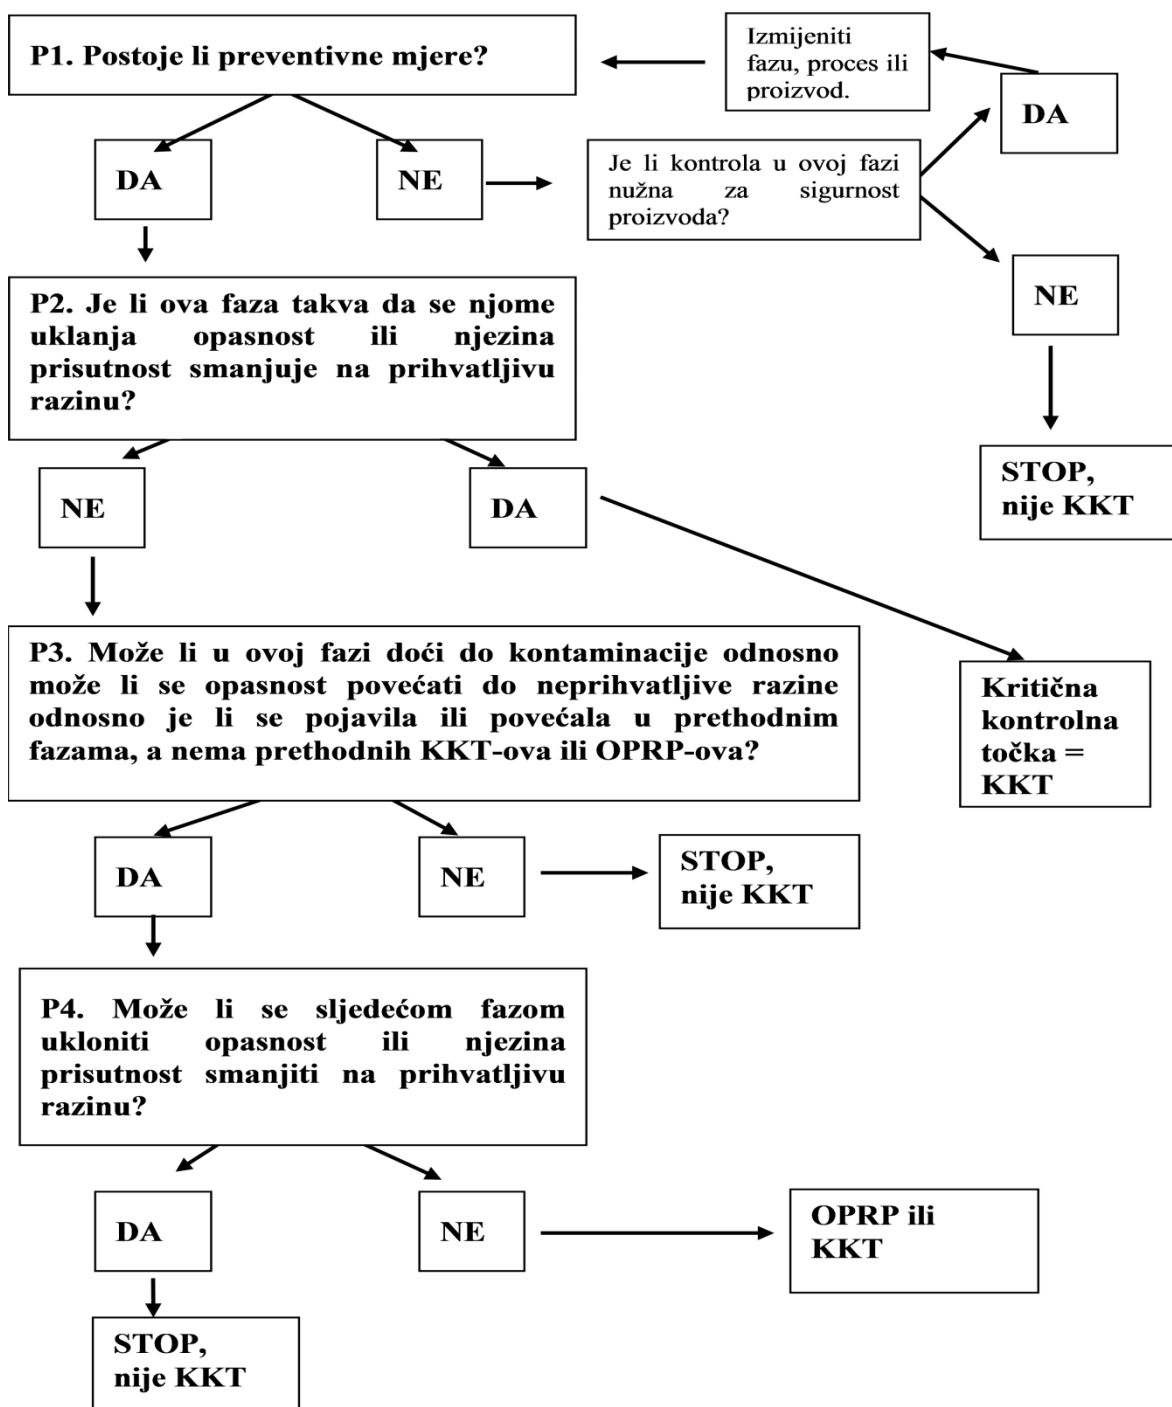 P1. Postoje li preventivne mjere?
Izmijeniti
fazu, proces ili
proizvod.
DA
DA
NE
Je li kontrola u ovoj fazi
nužna za sigurnost
proizvoda?
NE
P2. Je li ova faza takva da se njome
uklanja opasnost ili njezina
prisutnost smanjuje na prihvatljivu
razinu?
STOP,
nije KKT
NE
DA
P3. Može li u ovoj fazi doći do kontaminacije odnosno
može li se opasnost povećati do neprihvatljive razine
odnosno je li se pojavila ili povećala u prethodnim
fazama, a nema prethodnih KKT-ova ili OPRP-ova?
Kritična
kontrolna
točka =
KKT
DA
NE
STOP,
nije KKT
P4. Može li se sljedećom fazom
ukloniti opasnost ili njezina
prisutnost smanjiti na prihvatljivu
razinu?
DA
NE
OPRP ili
KKT
STOP,
nije KKT